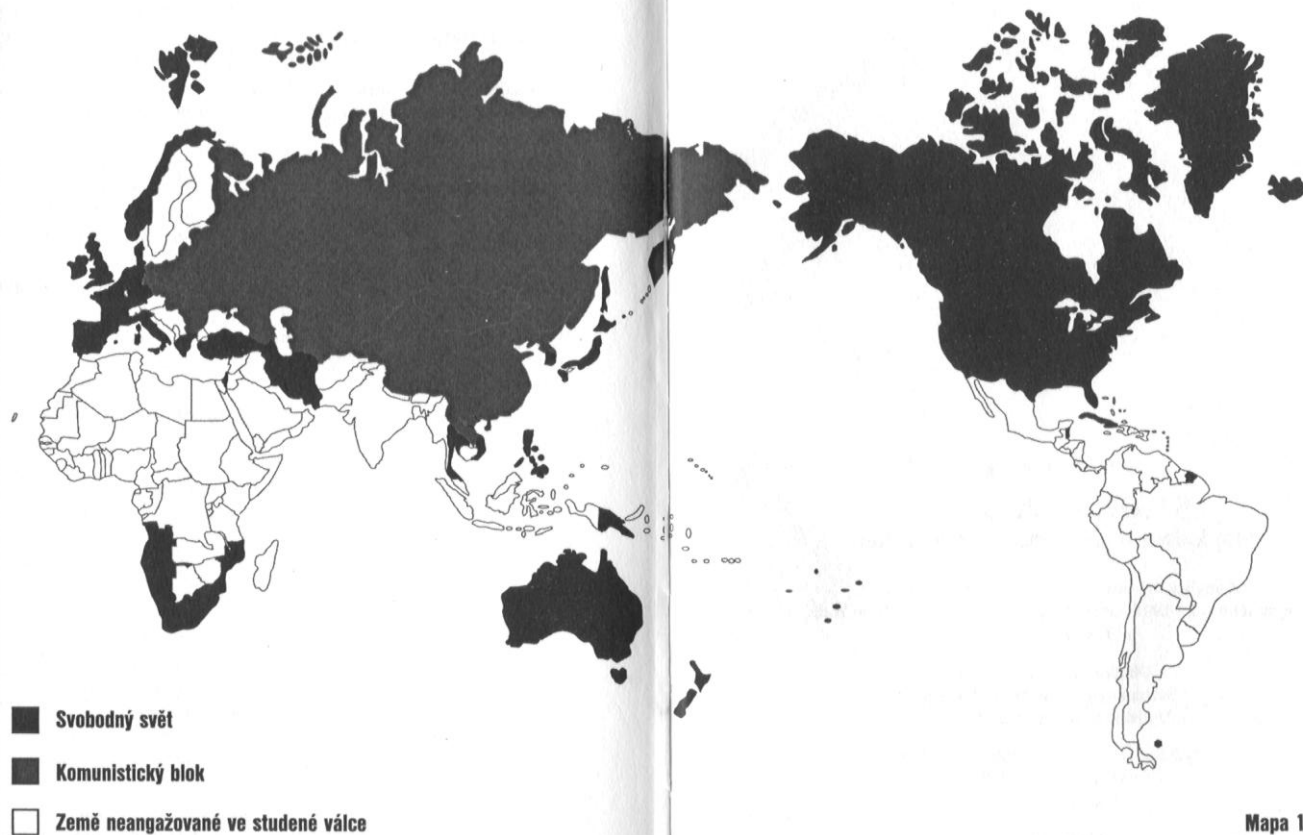 Svobodný svět
Komunistický blok
Země neangažované ve studené válce
Mapa 1